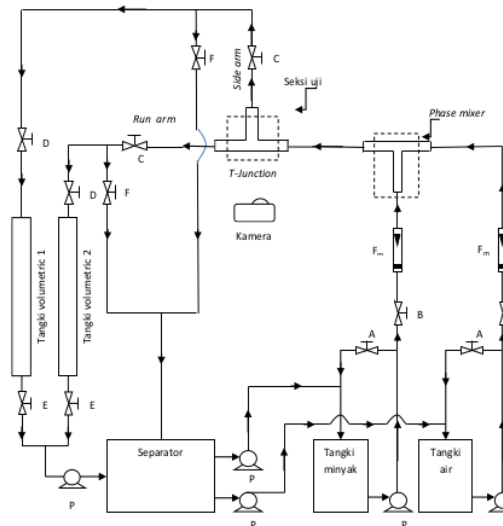 F
Side arm
C
Seksi uji
Run arm
Phase mixer
D
C
T-Junction
D
F
Kamera
Fm
Fm
Tangki volumetric 1
Tangki volumetric 2
B
A
A
E
E
Separator
P
Tangki
minyak
Tangki
air
P
P
P
P